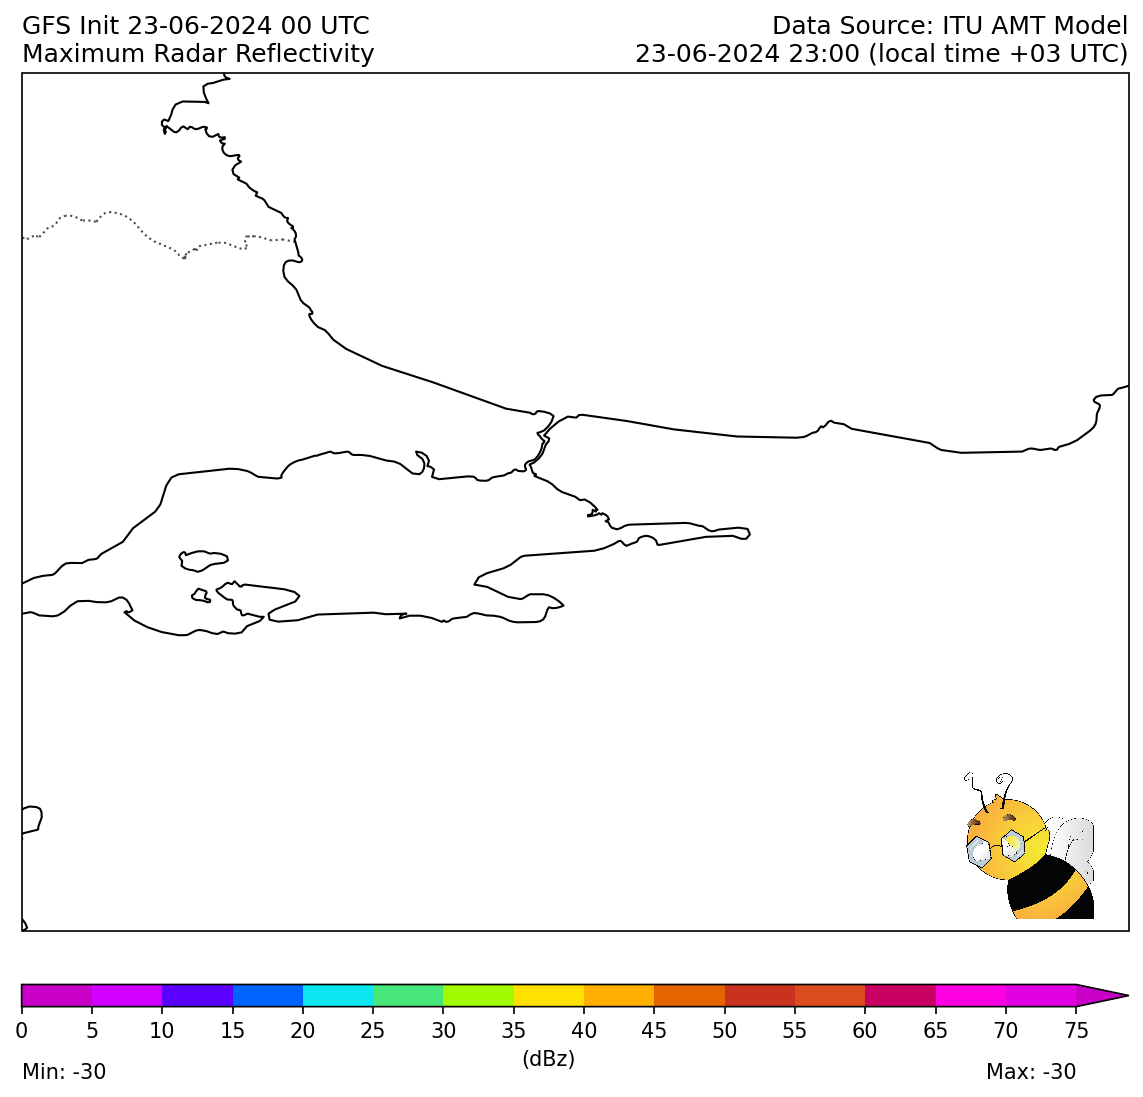 GFS Init 23-06-2024 00 UTC
Data Source: ITU AMT Model
Maximum Radar Reflectivity
23-06-2024 23:00 (local time +03 UTC)
0 5 10 15 20 25 30 35 40 45 50 55 60 65 70 75
(dBz)
Min: -30
Max: -30